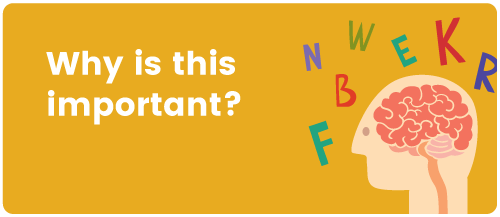 Why is this
important?
N W E K R
B
F